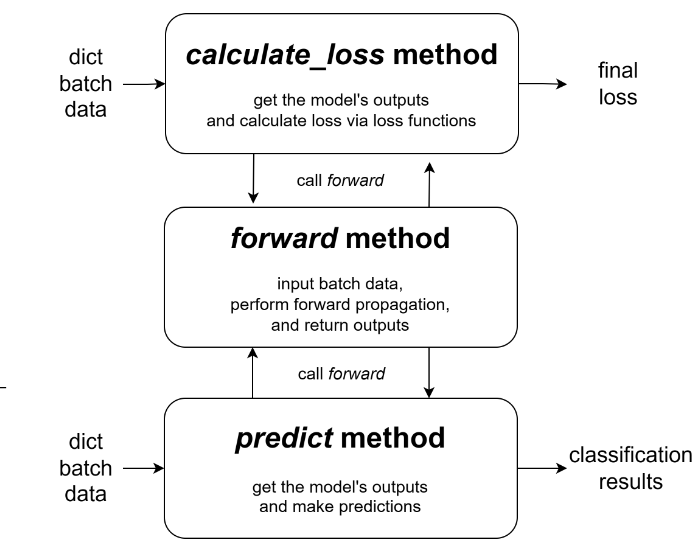 calculate_loss method
dict
batch
data
get the model's outputs
and calculate loss via loss functions
final
loss
call forward
forward method
input batch data,
perform forward propagation,
and return outputs
call forward
predict method
dict
batch
data
get the model's outputs
and make predictions
classification
results